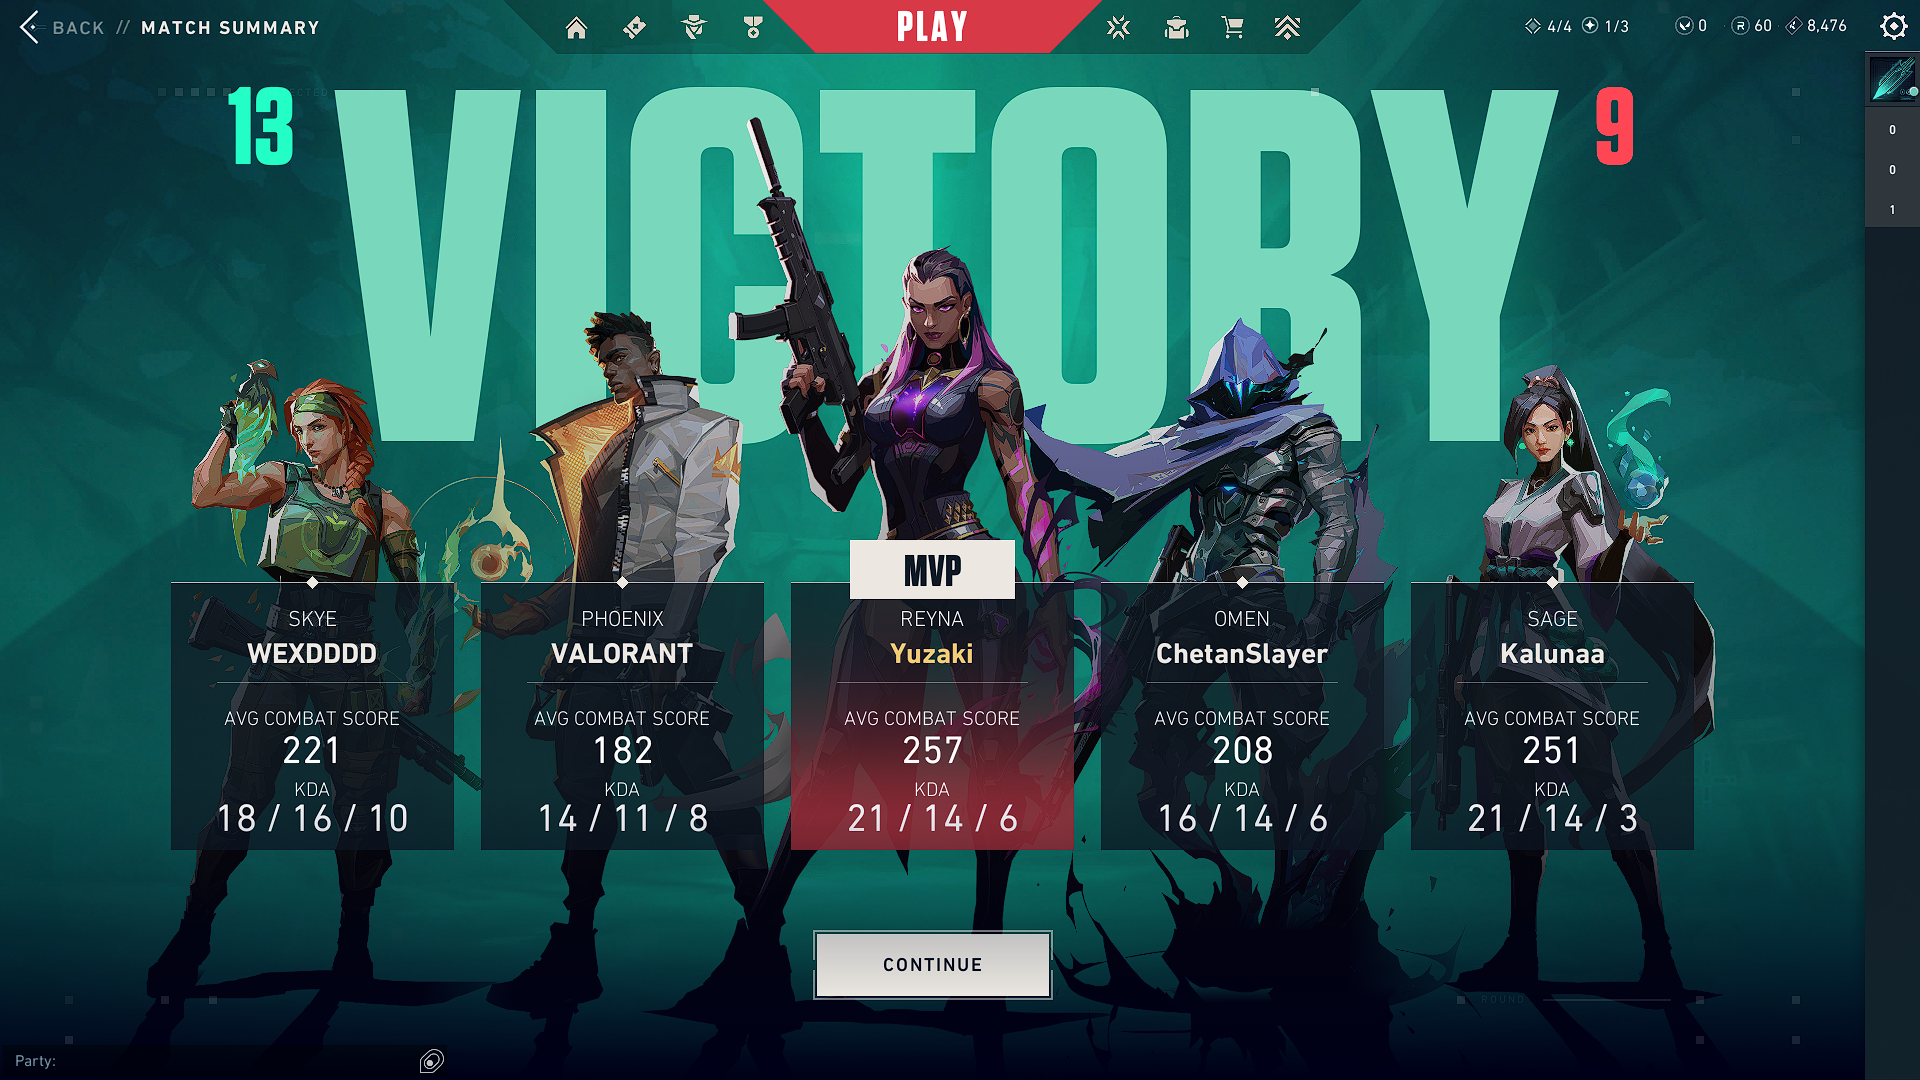 BACK // MATCH SUMMARY
PLAY
4/4 1/3 0 60 8,476
13 VICTORY 9
0
0
1
MVP
SKYE
WEXDDDD
AVG COMBAT SCORE
221
KDA
18 / 16 / 10
PHOENIX
VALORANT
AVG COMBAT SCORE
182
KDA
14 / 11 / 8
REYNA
Yuzaki
AVG COMBAT SCORE
257
KDA
21 / 14 / 6
OMEN
ChetanSlayer
AVG COMBAT SCORE
208
KDA
16 / 14 / 6
SAGE
Kalunaa
AVG COMBAT SCORE
251
KDA
21 / 14 / 3
CONTINUE
ROUND
Party: